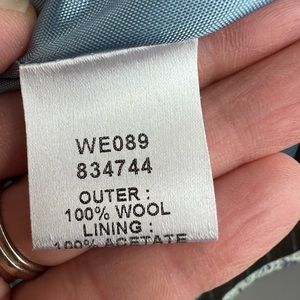 WE089
834744
OUTER :
100% WOOL
LINING :
100% ACETATE